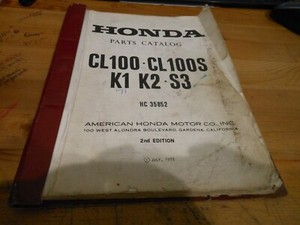 HONDA
PARTS CATALOG
CL100·CL100S
K1 K2·S3
HC 35852
AMERICAN HONDA MOTOR CO., INC.
100 WEST ALONDRA BOULEVARD, GARDENA, CALIFORNIA
2nd EDITION